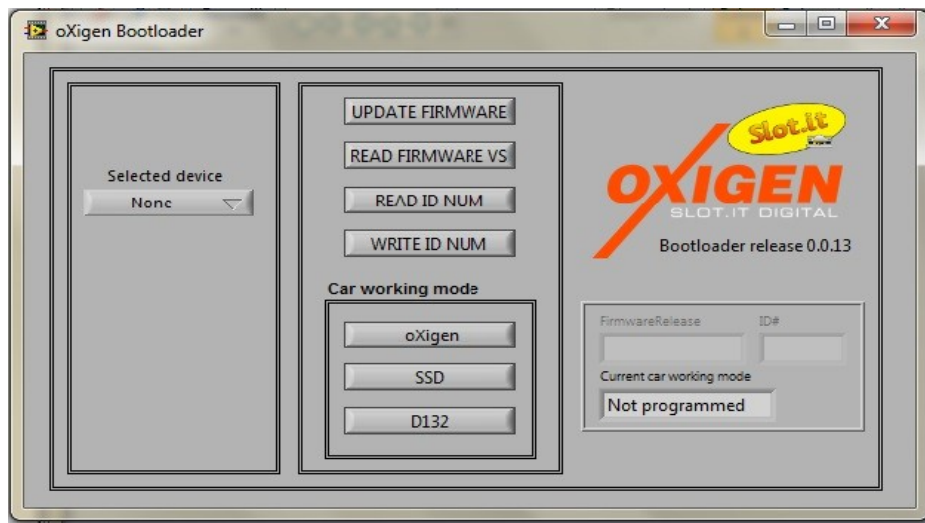 oXigen Bootloader
Selected device
None
UPDATE FIRMWARE
READ FIRMWARE VS
READ ID NUM
WRITE ID NUM
Car working mode
oXigen
SSD
D132
Slot.it
OXIGEN
SLOT.IT DIGITAL
Bootloader release 0.0.13
FirmwareRelease ID#
Current car working mode
Not programmed